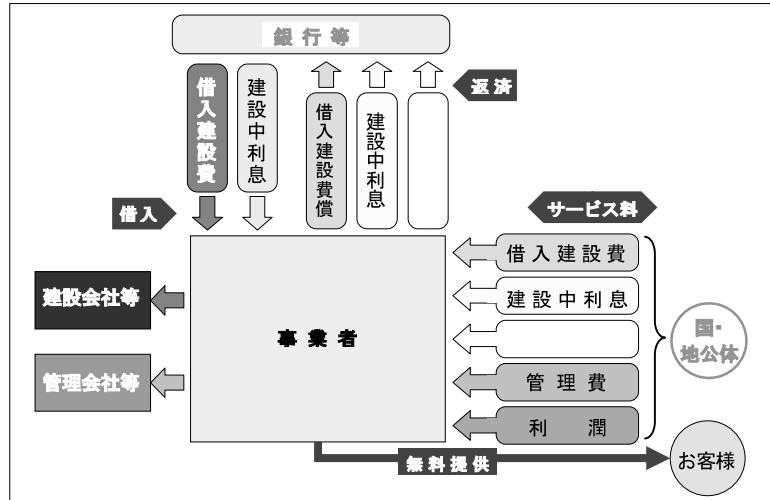 銀行等
借入建設費
建設中利息
借入建設費償
建設中利息
返済
借入
サービス料
借入建設費
建設中利息
管理費
利潤
国・
地公体
建設会社等
管理会社等
事業者
無料提供
お客様